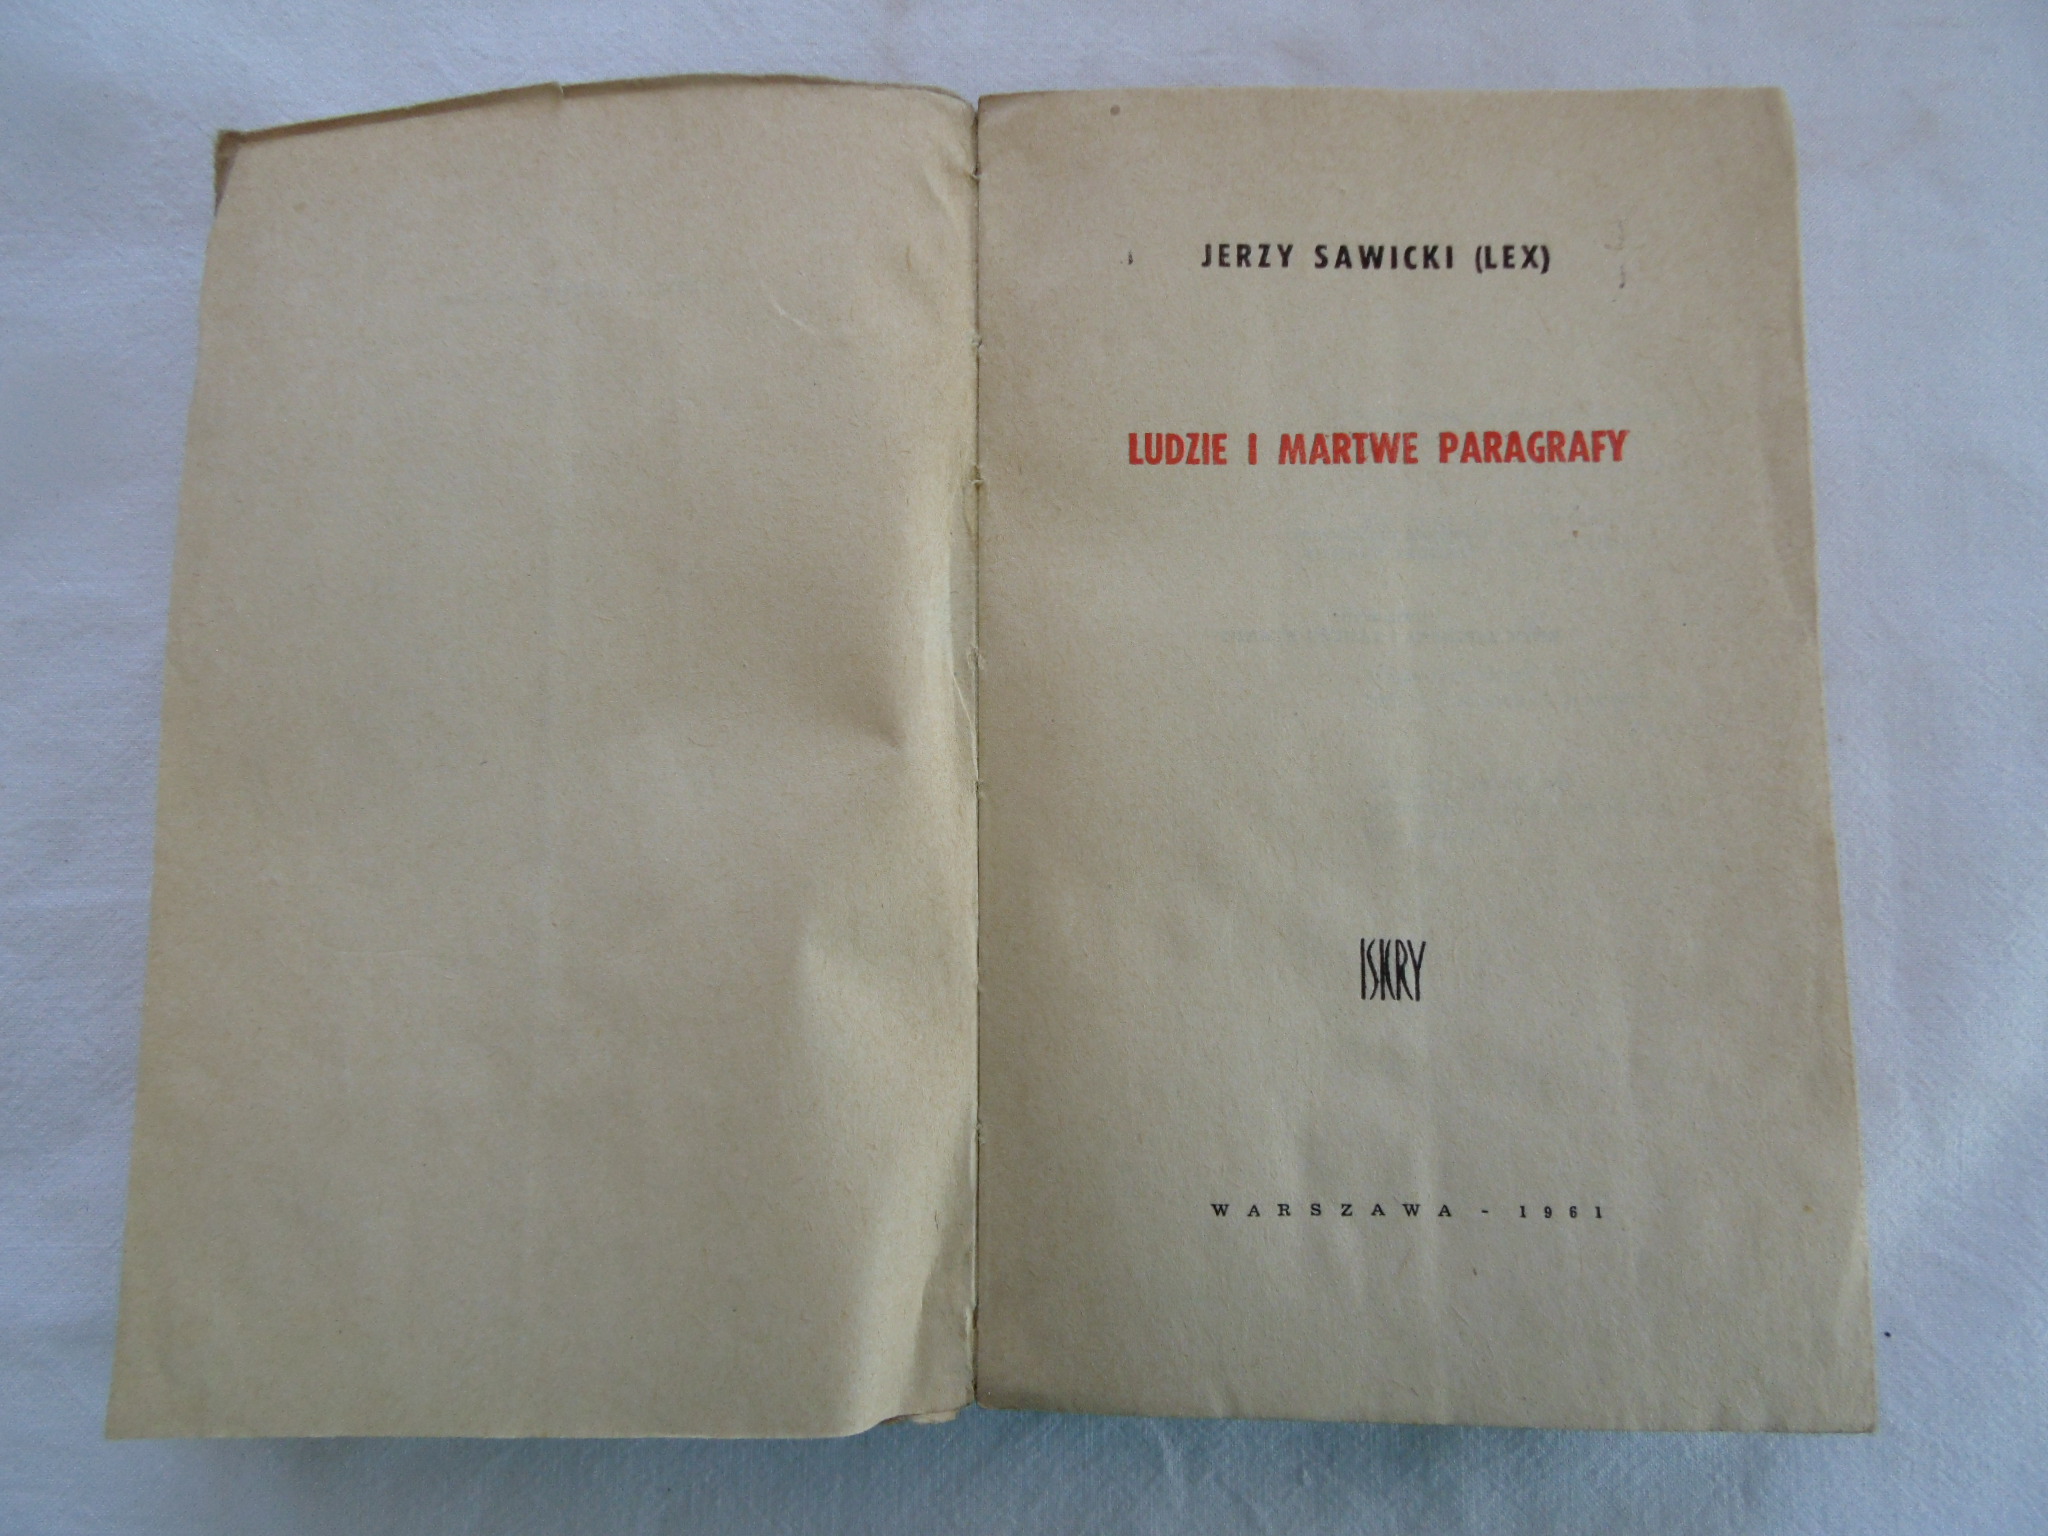 JERZY SAWICKI (LEX)
LUDZIE I MARTWE PARAGRAFY
ISKRY
WARSZAWA - 1961